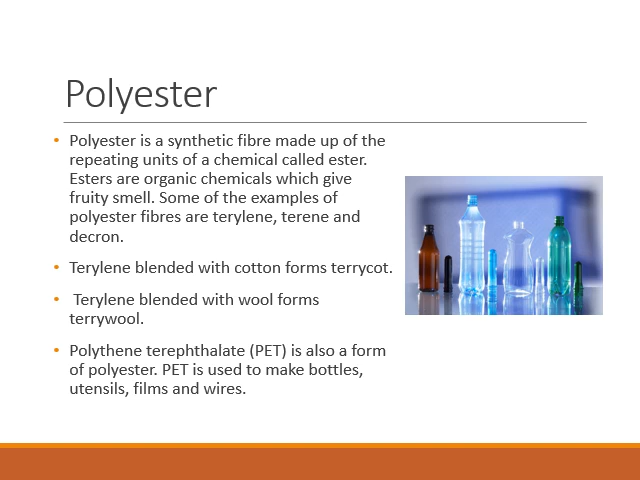 Polyester
• Polyester is a synthetic fibre made up of the
repeating units of a chemical called ester.
Esters are organic chemicals which give
fruity smell. Some of the examples of
polyester fibres are terylene, terene and
decron.
• Terylene blended with cotton forms terrycot.
• Terylene blended with wool forms
terrywool.
• Polythene terephthalate (PET) is also a form
of polyester. PET is used to make bottles,
utensils, films and wires.